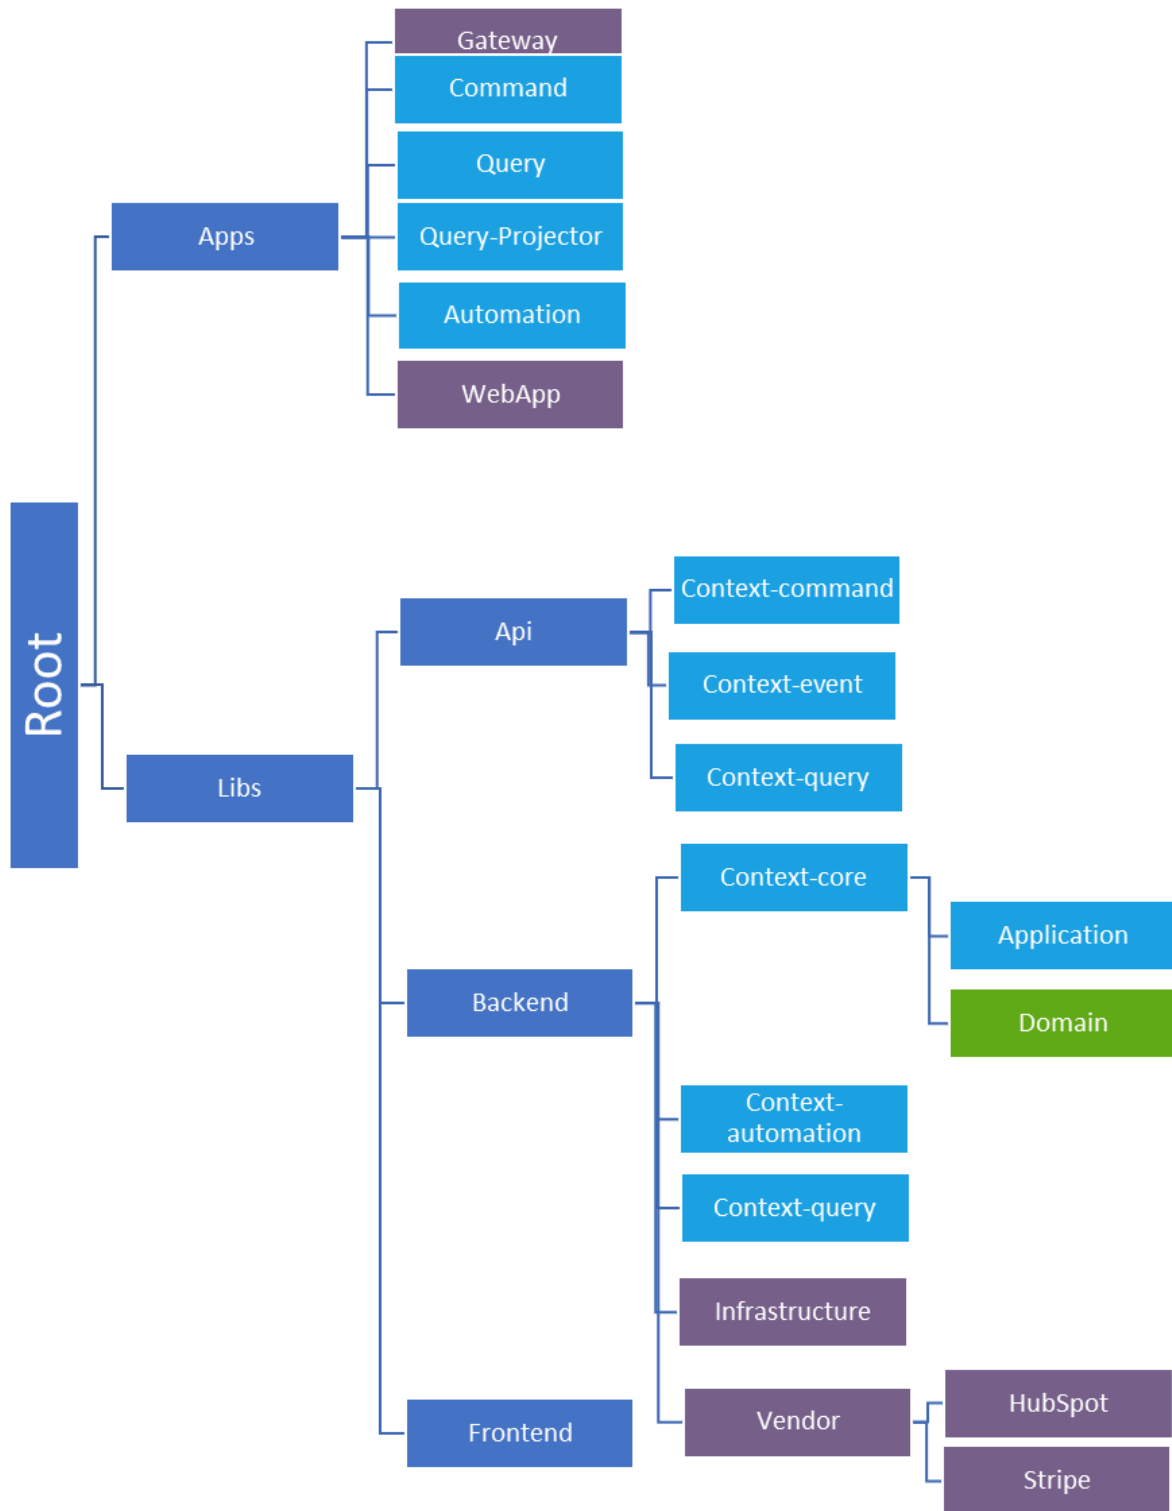 Gateway
Command
Query
Apps
Query-Projector
Automation
WebApp
Root
Context-command
Api
Context-event
Context-query
Libs
Context-core
Application
Backend
Domain
Context-
automation
Context-query
Infrastructure
HubSpot
Vendor
Frontend
Stripe